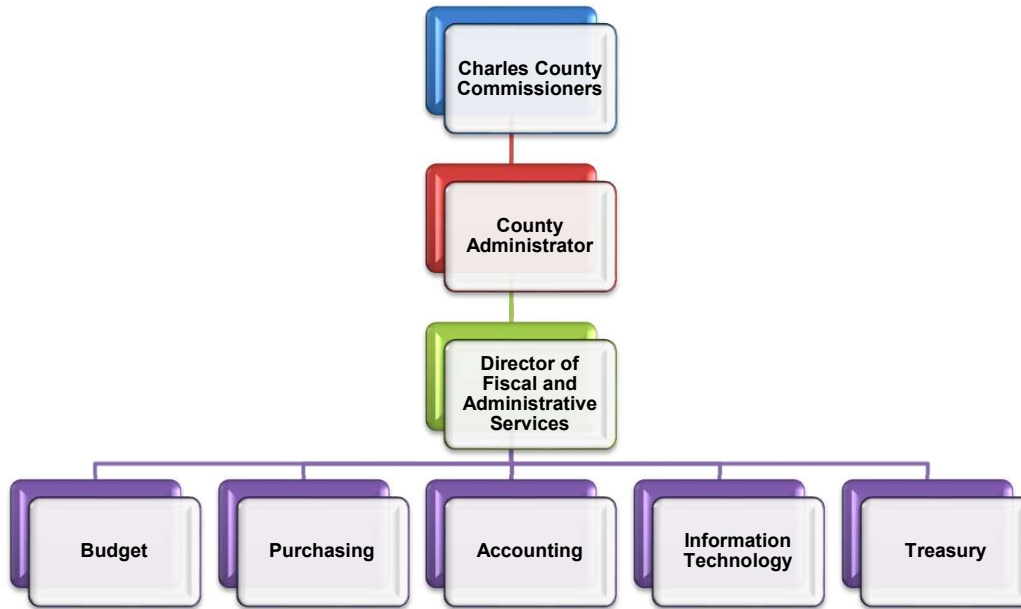 Charles County
Commissioners
County
Administrator
Director of
Fiscal and
Administrative
Services
Budget
Purchasing
Accounting
Information
Technology
Treasury